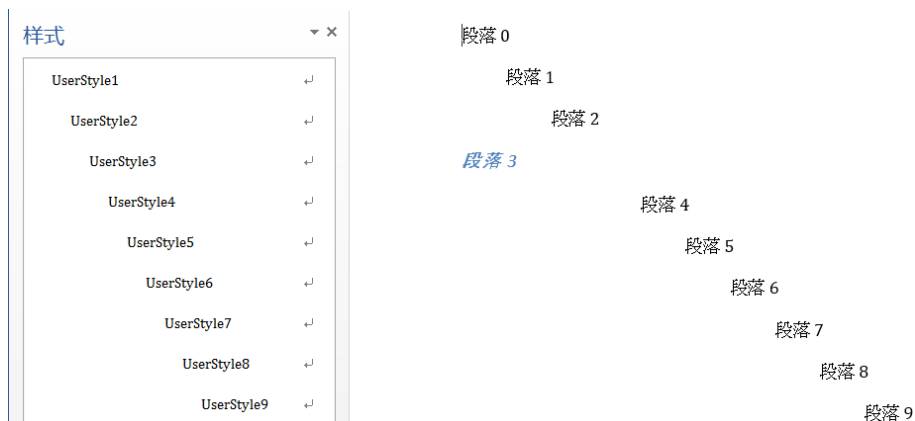 样式
UserStyle1
UserStyle2
UserStyle3
UserStyle4
UserStyle5
UserStyle6
UserStyle7
UserStyle8
UserStyle9
段落 0
段落 1
段落 2
段落 3
段落 4
段落 5
段落 6
段落 7
段落 8
段落 9